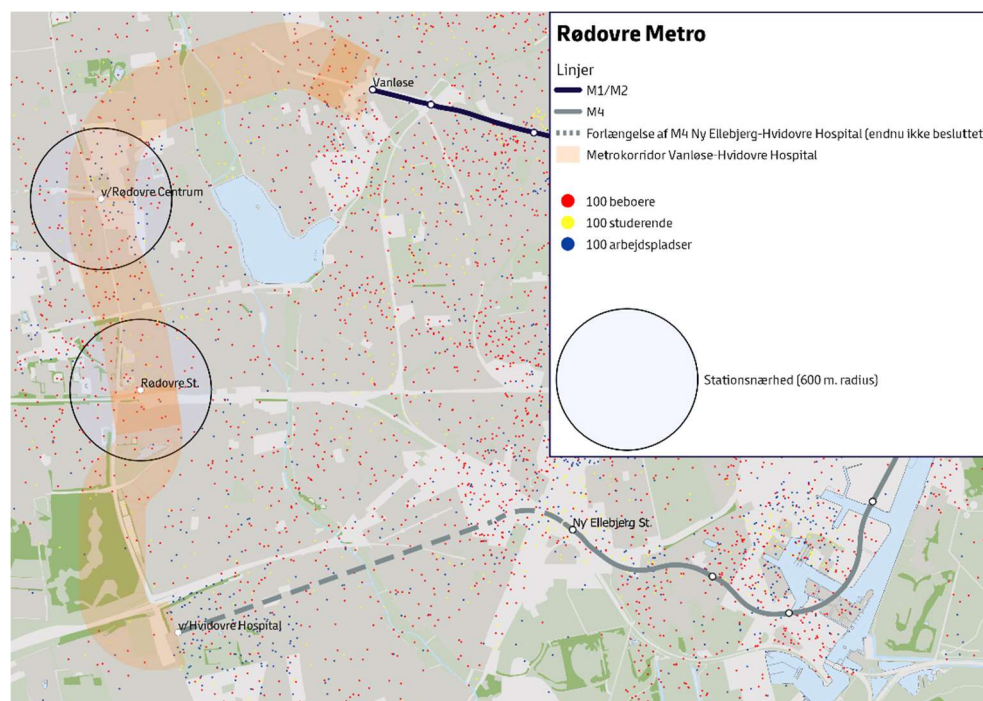 Rødovre Metro
Linjer
M1/M2
M4
Forlængelse af M4 Ny Ellebjerg-Hvidovre Hospital (endnu ikke besluttet
Metrokorridor Vanløse-Hvidovre Hospital
100 beboere
100 studerende
100 arbejdspladser
Stationsnærhed (600 m. radius)
Vanløse
v/Rødovre Centrum
Rødovre St.
Ny Ellebjerg St.
v/Hvidovre Hospital